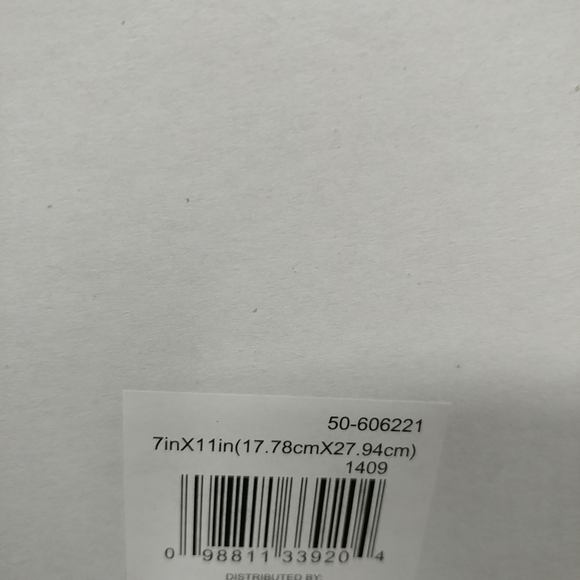 50-606221
7inX11in(17.78cmX27.94cm)
1409
0 98811 33920 4
DISTRIBUTED BY: